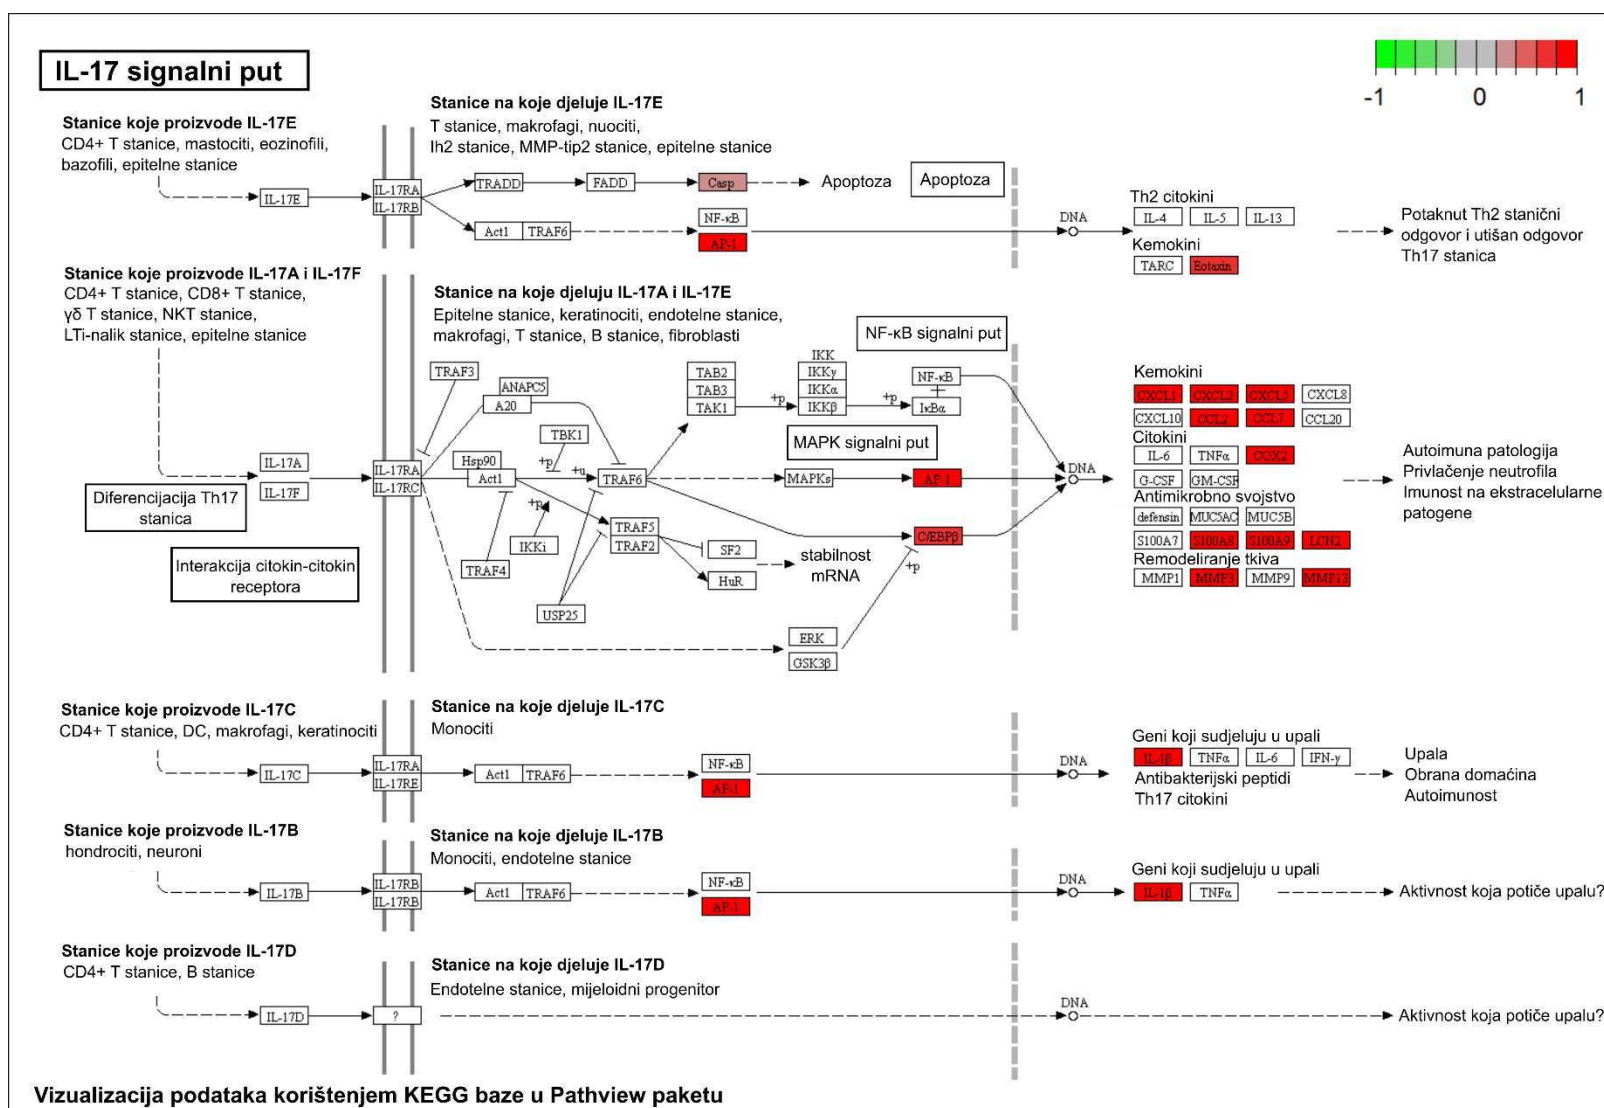 IL-17 signalni put
-1 0 1
Stanice koje proizvode IL-17E
CD4+ T stanice, mastociti, eozinofili,
bazofili, epitelne stanice
Stanice na koje djeluje IL-17E
T stanice, makrofagi, nuociti,
Ih2 stanice, MMP-tip2 stanice, epitelne stanice
IL-17E
IL-17RA
IL-17RB
TRADD
FADD
Casp
Apoptoza
Apoptoza
Act1
TRAF6
NF-κB
AP-1
DNA
Th2 citokini
IL-4
IL-5
IL-13
Kemokini
TARC
Eotaxin
Potaknut Th2 stanični
odgovor i utišan odgovor
Th17 stanica
Stanice koje proizvode IL-17A i IL-17F
CD4+ T stanice, CD8+ T stanice,
γδ T stanice, NKT stanice,
LTi-nalik stanice, epitelne stanice
Stanice na koje djeluju IL-17A i IL-17E
Epitelne stanice, keratinociti, endotelne stanice,
makrofagi, T stanice, B stanice, fibroblasti
NF-κB signalni put
TRAF3
ANAPC5
A20
TBK1
TAB2
TAB3
TAK1
+p
IKK
IKKγ
IKKα
IKKβ
+p
NF-κB
IκBα
MAPK signalni put
IL-17A
IL-17F
IL-17RA
IL-17RC
Hsp90
Act1
+p
+u
TRAF6
MAPKs
AP-1
DNA
Diferencijacija Th17
stanica
Interakcija citokin-citokin
receptora
+p
IKKi
TRAF4
TRAF5
TRAF2
USP25
SF2
HuR
stabilnost
mRNA
C/EBPβ
+p
ERK
GSK3β
Kemokini
CXCL1
CXCL2
CXCL5
CXCL8
CXCL10
CCL2
CCL7
CCL20
Citokini
IL-6
TNFα
COX2
G-CSF
GM-CSF
Antimikrobno svojstvo
defensin
MUC5AC
MUC5B
S100A7
S100A8
S100A9
LCN2
Remodeliranje tkiva
MMP1
MMP3
MMP9
MMP13
Autoimuna patologija
Privlačenje neutrofila
Imunost na ekstracelularne
patogene
Stanice koje proizvode IL-17C
CD4+ T stanice, DC, makrofagi, keratinociti
Stanice na koje djeluje IL-17C
Monociti
IL-17C
IL-17RA
IL-17RE
Act1
TRAF6
NF-κB
AP-1
DNA
Geni koji sudjeluju u upali
IL-1β
TNFα
IL-6
IFN-γ
Antibakterijski peptidi
Th17 citokini
Upala
Obrana domaćina
Autoimunost
Stanice koje proizvode IL-17B
hondrociti, neuroni
Stanice na koje djeluje IL-17B
Monociti, endotelne stanice
IL-17B
IL-17RB
IL-17RB
Act1
TRAF6
NF-κB
AP-1
DNA
Geni koji sudjeluju u upali
IL-1β
TNFα
Aktivnost koja potiče upalu?
Stanice koje proizvode IL-17D
CD4+ T stanice, B stanice
Stanice na koje djeluje IL-17D
Endotelne stanice, mijeloidni progenitor
IL-17D
?
DNA
Aktivnost koja potiče upalu?
Vizualizacija podataka korištenjem KEGG baze u Pathview paketu